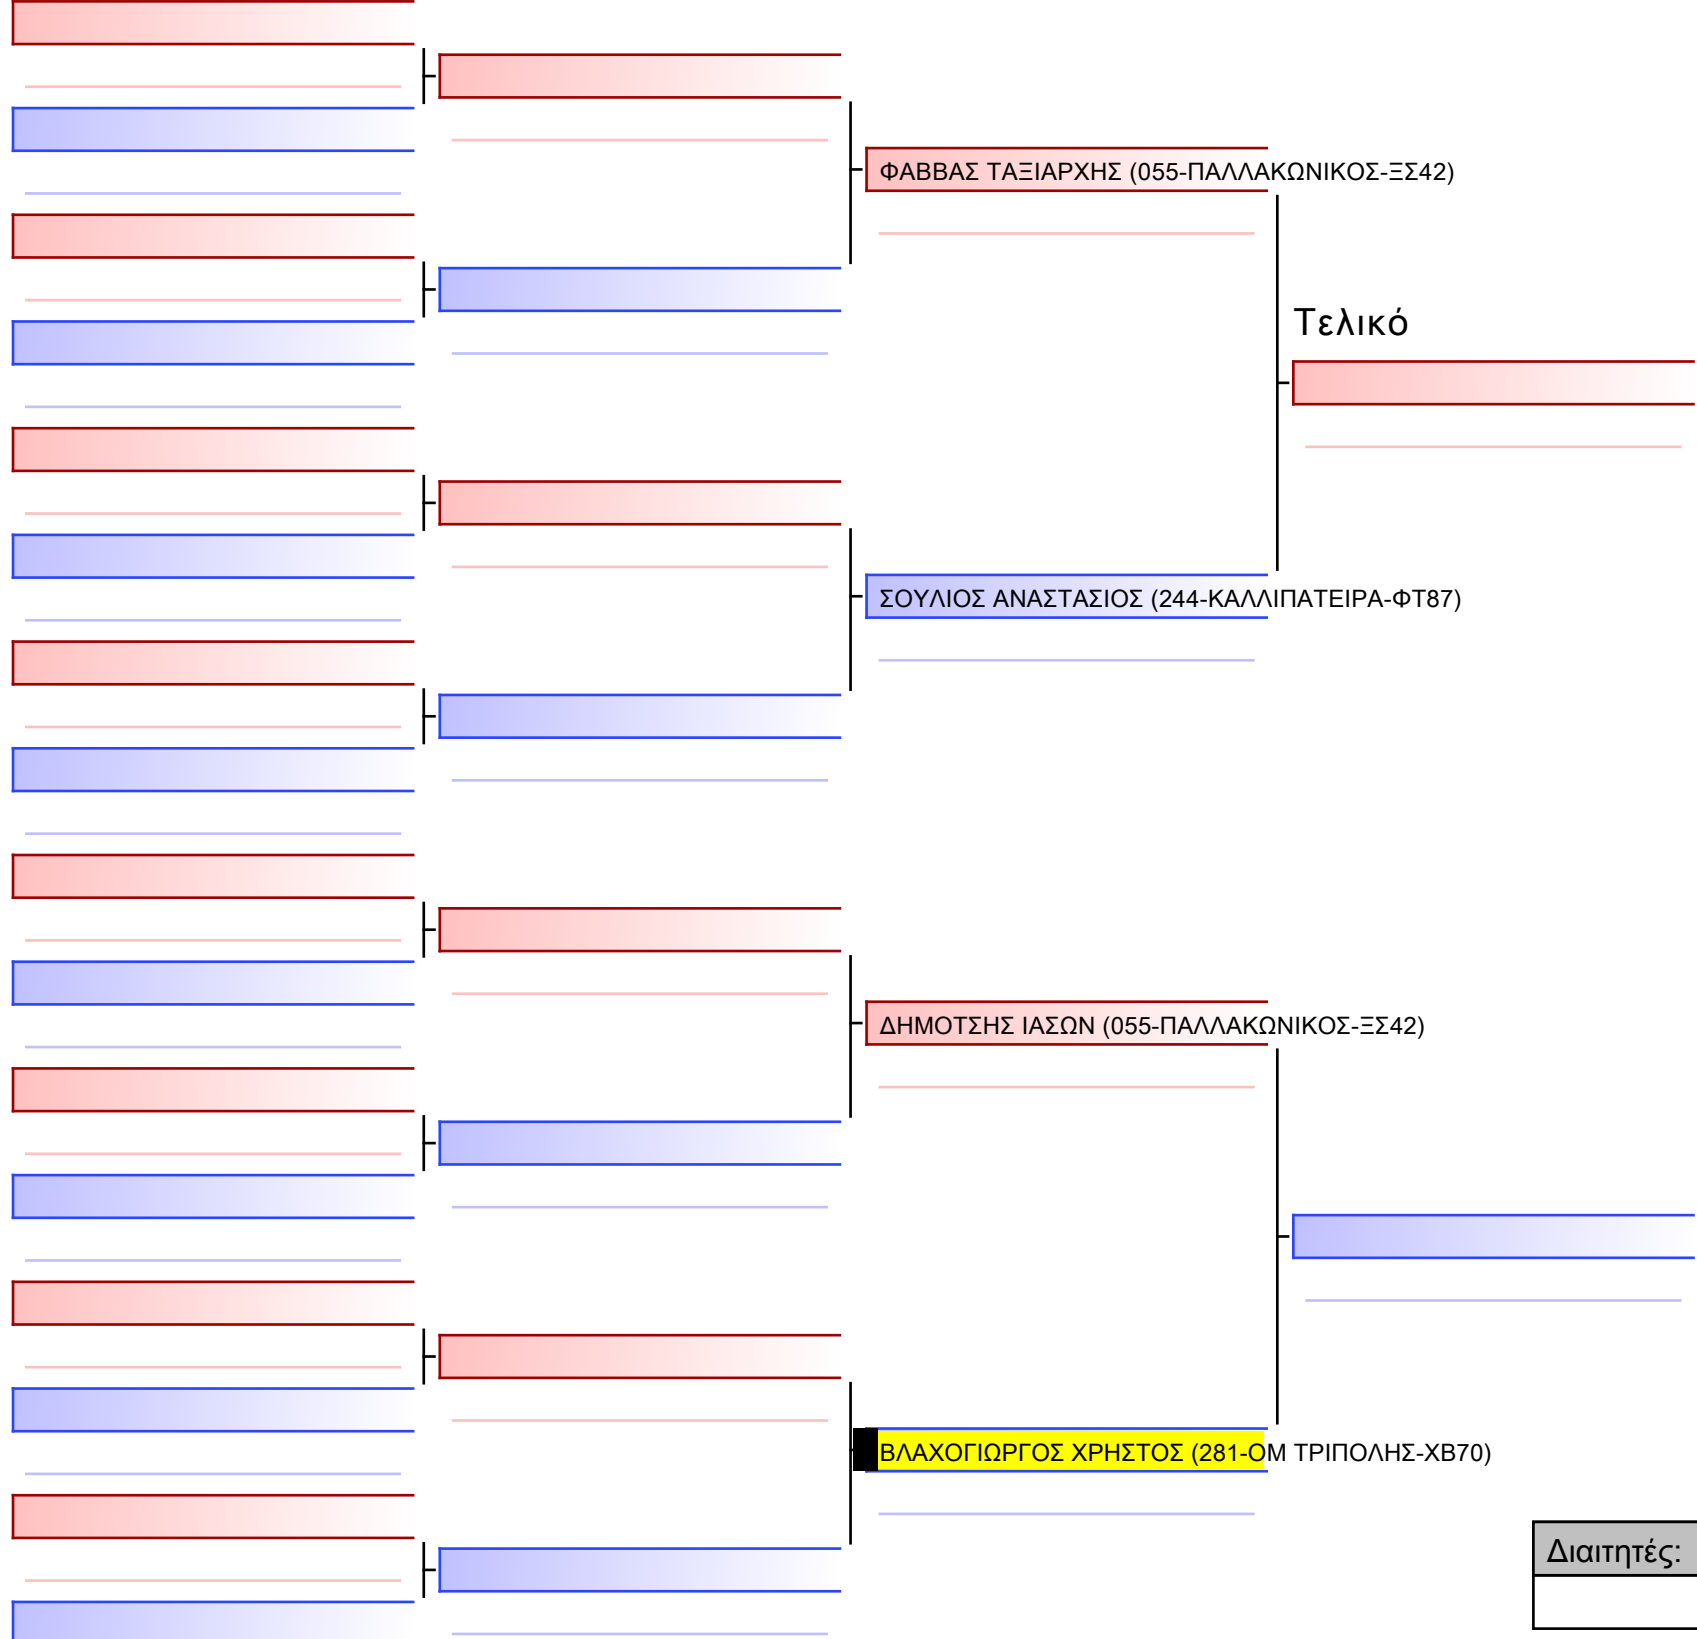 ΦΑΒΒΑΣ ΤΑΞΙΑΡΧΗΣ (055-ΠΑΛΛΑΚΩΝΙΚΟΣ-ΞΣ42)
Τελικό
ΣΟΥΛΙΟΣ ΑΝΑΣΤΑΣΙΟΣ (244-ΚΑΛΛΙΠΑΤΕΙΡΑ-ΦΤ87)
ΔΗΜΟΤΣΗΣ ΙΑΣΩΝ (055-ΠΑΛΛΑΚΩΝΙΚΟΣ-ΞΣ42)
ΒΛΑΧΟΓΙΩΡΓΟΣ ΧΡΗΣΤΟΣ (281-ΟΜ ΤΡΙΠΟΛΗΣ-ΧΒ70)
Διαιτητές: